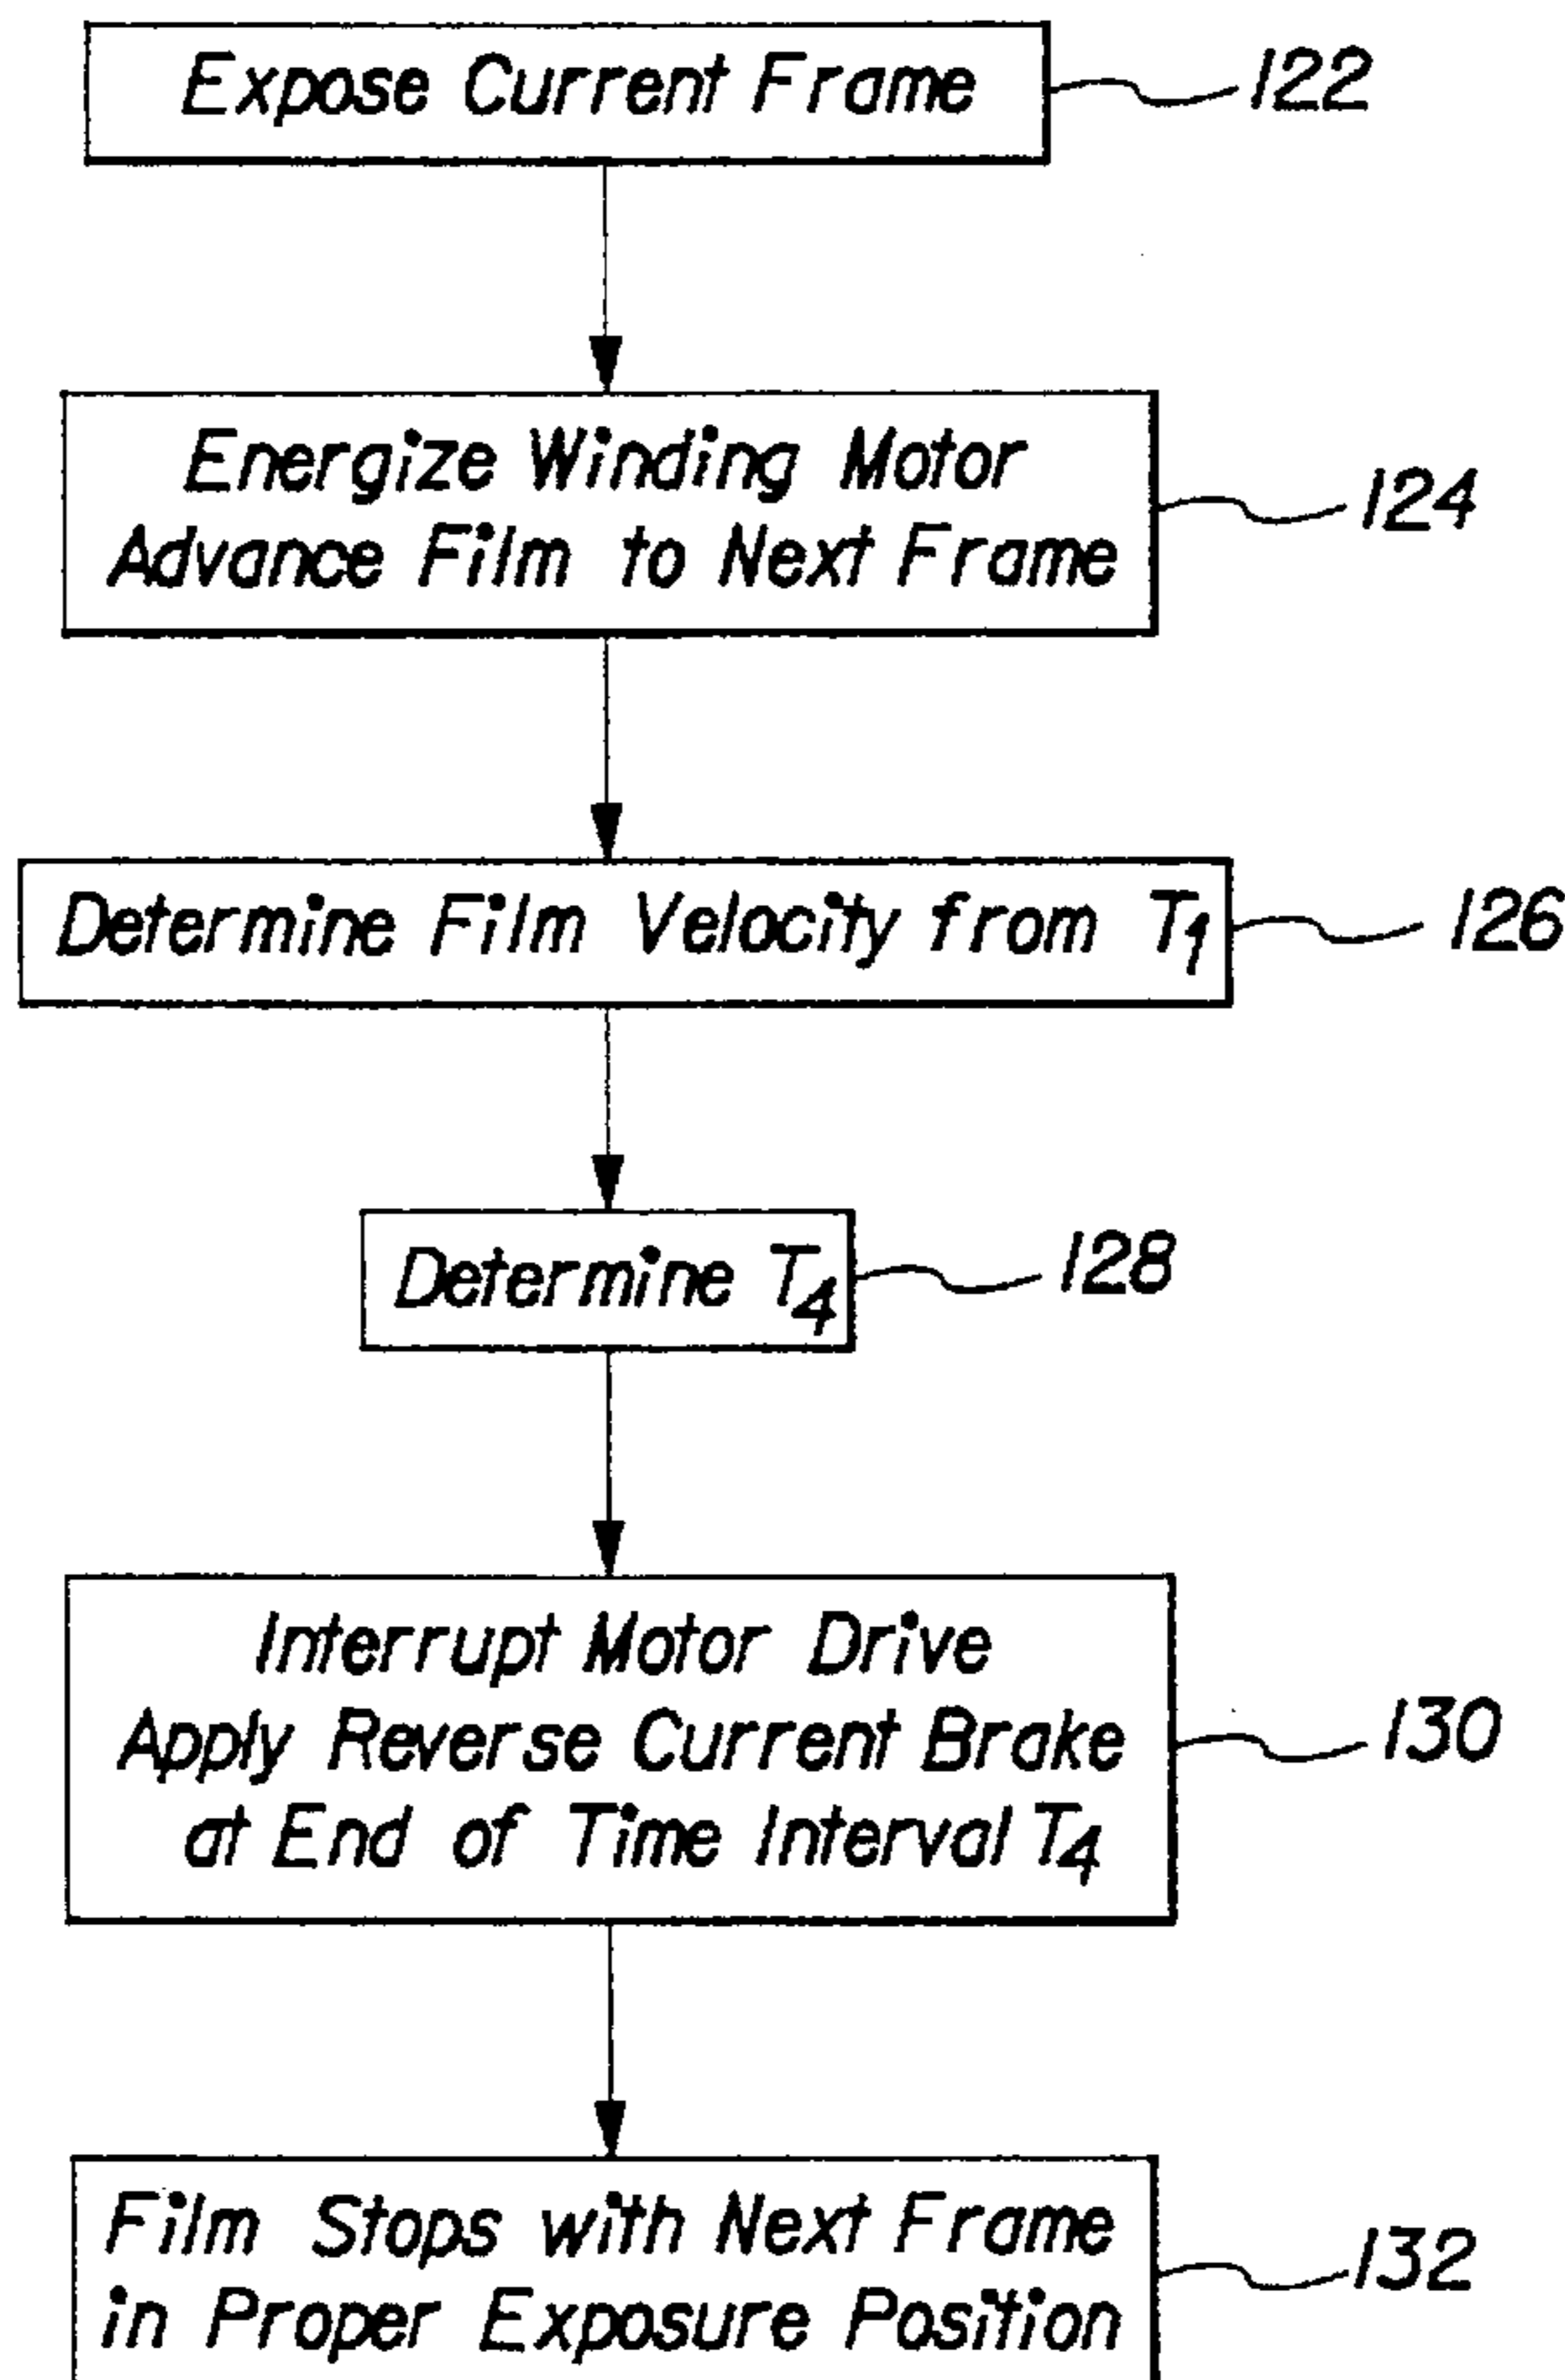 Expose Current Frame
122
Energize Winding Motor
Advance Film to Next Frame
124
Determine Film Velocity from T1
126
Determine T4
128
Interrupt Motor Drive
Apply Reverse Current Brake
at End of Time Interval T4
130
Film Stops with Next Frame
in Proper Exposure Position
132